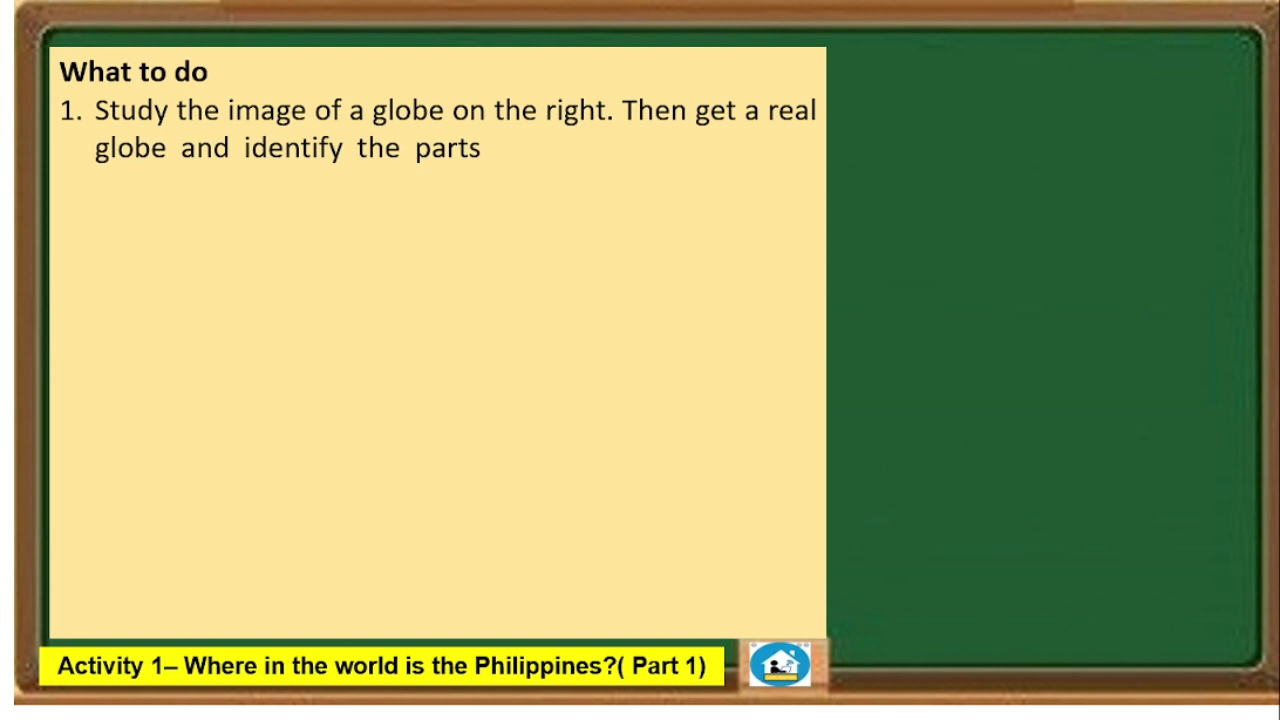 What to do
1. Study the image of a globe on the right. Then get a real
globe and identify the parts
Activity 1– Where in the world is the Philippines?( Part 1)